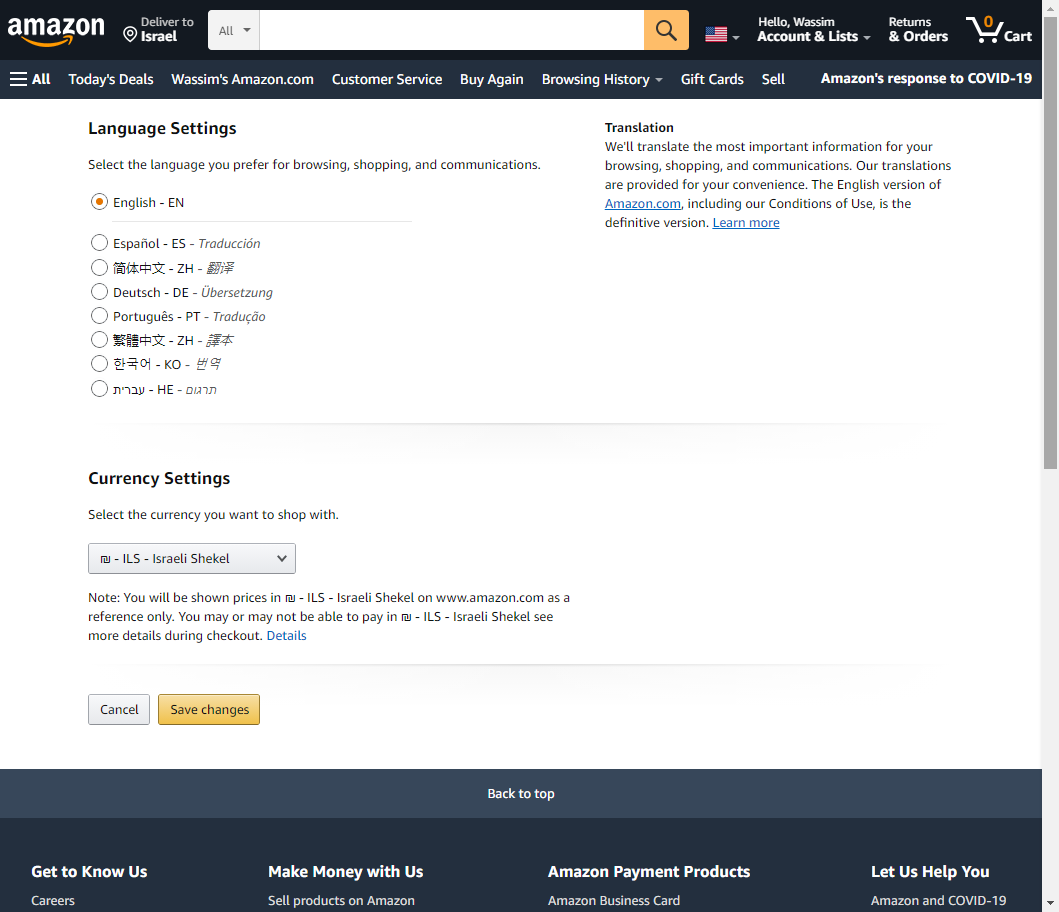 amazon
Deliver to
Israel
All
Hello, Wassim
Account & Lists
Returns
& Orders
0
Cart
All
Today's Deals
Wassim's Amazon.com
Customer Service
Buy Again
Browsing History
Gift Cards
Sell
Amazon's response to COVID-19
Language Settings
Select the language you prefer for browsing, shopping, and communications.
English - EN
Español - ES - Traducción
简体中文 - ZH - 翻译
Deutsch - DE - Übersetzung
Português - PT - Tradução
繁體中文 - ZH - 譯本
한국어 - KO - 번역
עברית - HE - תרגום
Translation
We'll translate the most important information for your
browsing, shopping, and communications. Our translations
are provided for your convenience. The English version of
Amazon.com, including our Conditions of Use, is the
definitive version. Learn more
Currency Settings
Select the currency you want to shop with.
₪ - ILS - Israeli Shekel
Note: You will be shown prices in ₪ - ILS - Israeli Shekel on www.amazon.com as a
reference only. You may or may not be able to pay in ₪ - ILS - Israeli Shekel see
more details during checkout. Details
Cancel
Save changes
Back to top
Get to Know Us
Careers
Make Money with Us
Sell products on Amazon
Amazon Payment Products
Amazon Business Card
Let Us Help You
Amazon and COVID-19